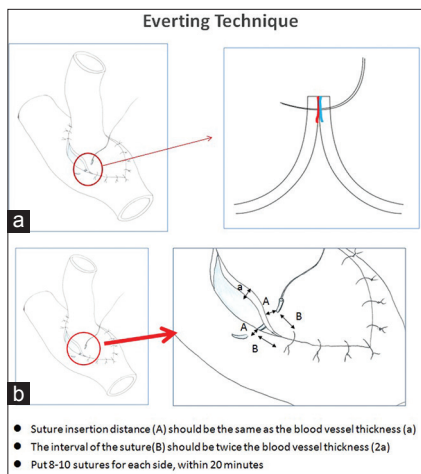 Everting Technique
a
b
a
A
B
A
B
● Suture insertion distance (A) should be the same as the blood vessel thickness (a)
● The interval of the suture(B) should be twice the blood vessel thickness (2a)
● Put 8-10 sutures for each side, within 20 minutes